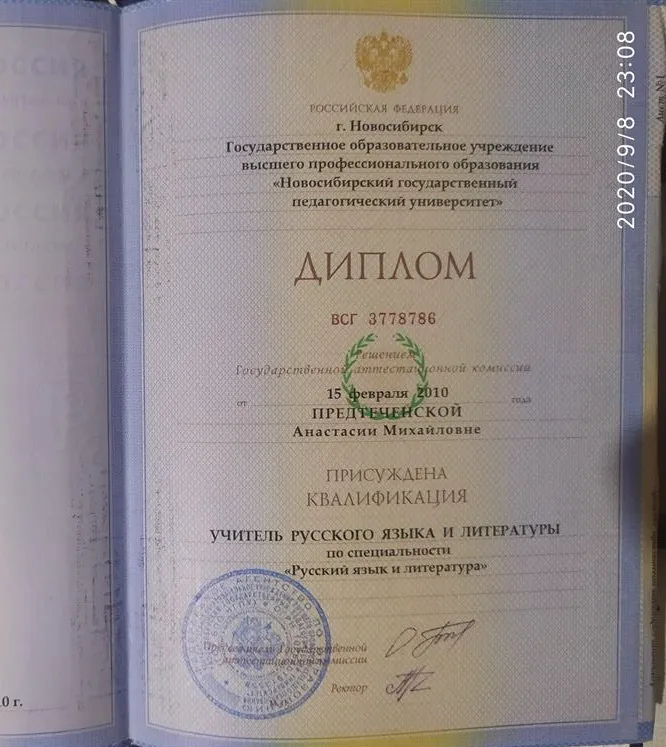 РОССИЙСКАЯ ФЕДЕРАЦИЯ
г. Новосибирск
Государственное образовательное учреждение
высшего профессионального образования
«Новосибирский государственный
педагогический университет»
ДИПЛОМ
ВСГ 3778786
Решением
Государственной аттестационной комиссии
от 15 февраля 2010 года
ПРЕДТЕЧЕНСКОЙ
Анастасии Михайловне
ПРИСУЖДЕНА
КВАЛИФИКАЦИЯ
УЧИТЕЛЬ РУССКОГО ЯЗЫКА И ЛИТЕРАТУРЫ
по специальности
«Русский язык и литература»
Председатель Государственной
аттестационной комиссии
Ректор
0 г.
2020/9/8 23:08